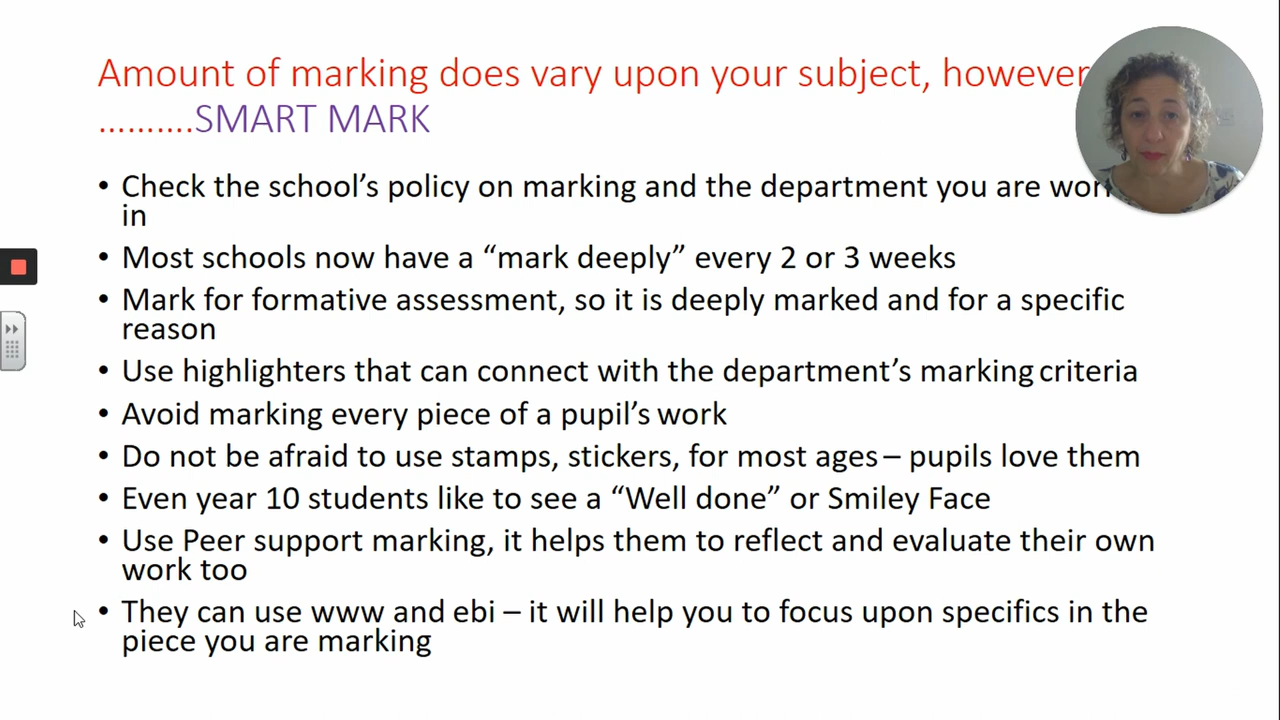 Amount of marking does vary upon your subject, however
……….SMART MARK
• Check the school's policy on marking and the department you are
in
• Most schools now have a “mark deeply” every 2 or 3 weeks
• Mark for formative assessment, so it is deeply marked and for a specific
reason
• Use highlighters that can connect with the department's marking criteria
• Avoid marking every piece of a pupil's work
• Do not be afraid to use stamps, stickers, for most ages – pupils love them
• Even year 10 students like to see a “Well done” or Smiley Face
• Use Peer support marking, it helps them to reflect and evaluate their own
work too
• They can use www and ebi – it will help you to focus upon specifics in the
piece you are marking